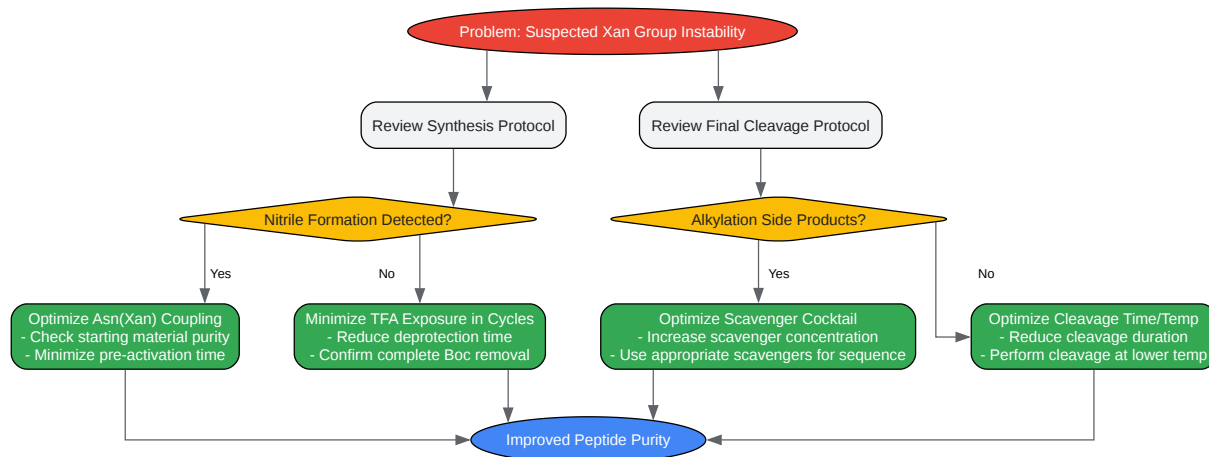 Problem: Suspected Xan Group Instability
Review Synthesis Protocol
Review Final Cleavage Protocol
Nitrile Formation Detected?
Alkylation Side Products?
Yes
No
Yes
No
Optimize Asn(Xan) Coupling
- Check starting material purity
- Minimize pre-activation time
Minimize TFA Exposure in Cycles
- Reduce deprotection time
- Confirm complete Boc removal
Optimize Scavenger Cocktail
- Increase scavenger concentration
- Use appropriate scavengers for sequence
Optimize Cleavage Time/Temp
- Reduce cleavage duration
- Perform cleavage at lower temp
Improved Peptide Purity